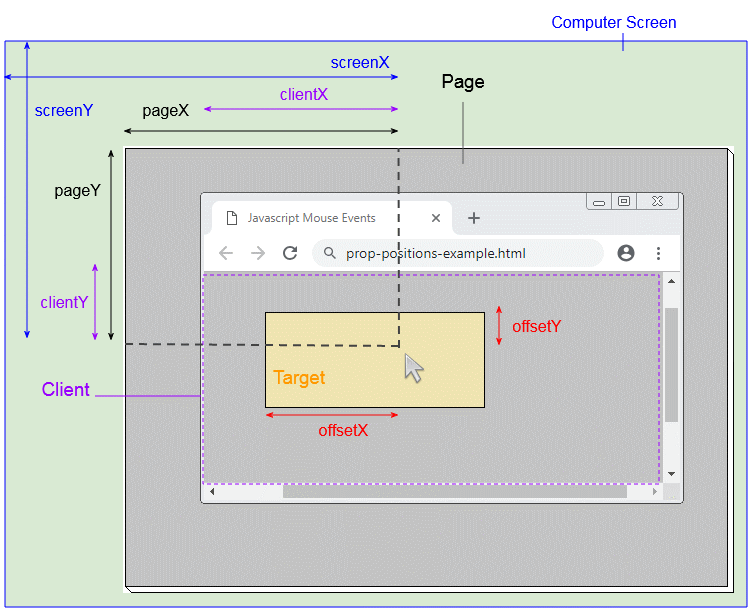 Computer Screen
screenX
Page
clientX
screenY
pageX
pageY
Javascript Mouse Events
prop-positions-example.html
clientY
offsetY
Target
Client
offsetX